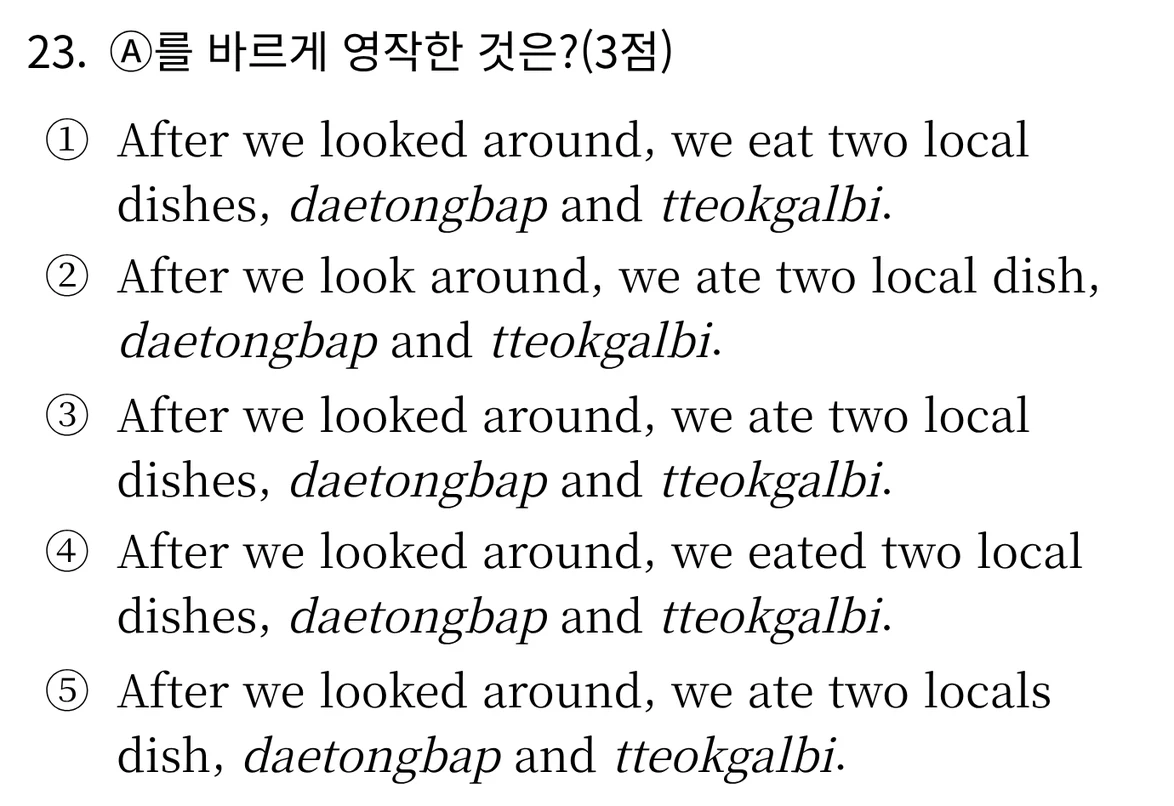 23. Ⓐ를 바르게 영작한 것은?(3점)
① After we looked around, we eat two local
dishes, daetongbap and tteokgalbi.
② After we look around, we ate two local dish,
daetongbap and tteokgalbi.
③ After we looked around, we ate two local
dishes, daetongbap and tteokgalbi.
④ After we looked around, we eated two local
dishes, daetongbap and tteokgalbi.
⑤ After we looked around, we ate two locals
dish, daetongbap and tteokgalbi.